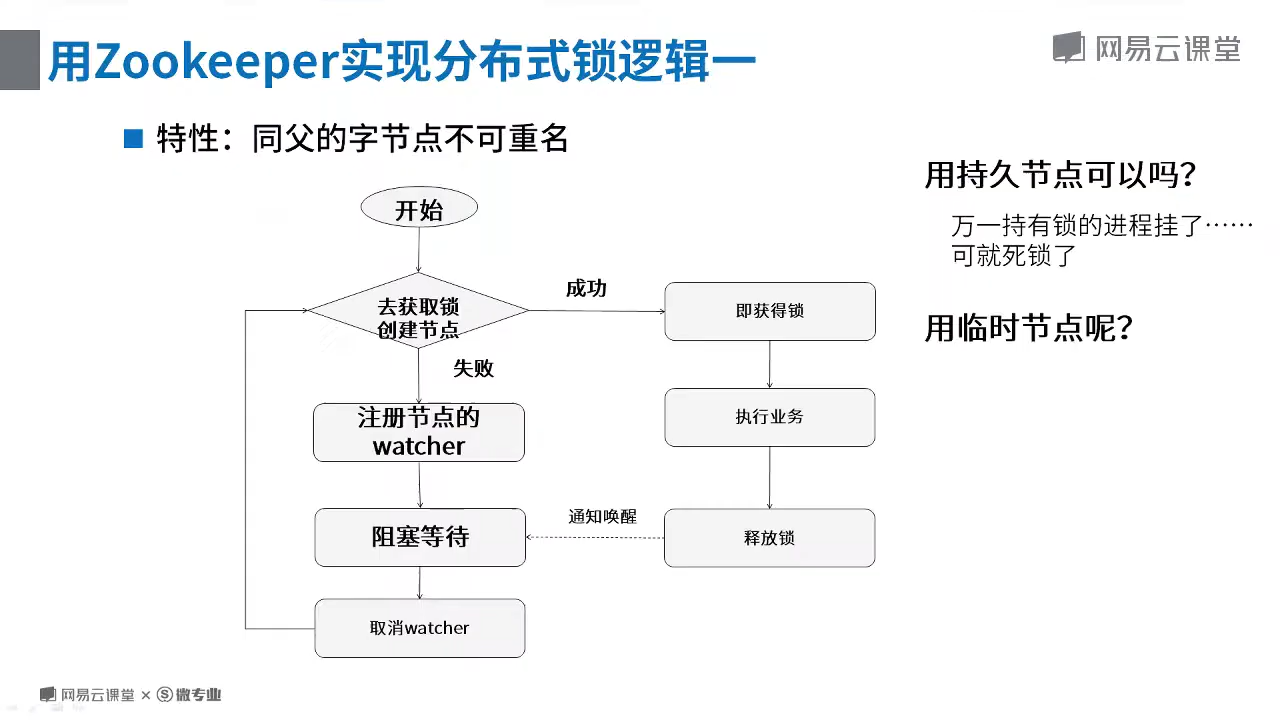 用Zookeeper实现分布式锁逻辑一
网易云课堂
特性：同父的字节点不可重名
用持久节点可以吗？
万一持有锁的进程挂了……
可就死锁了
用临时节点呢？
开始
去获取锁
创建节点
成功
即获得锁
失败
注册节点的
watcher
执行业务
阻塞等待
通知唤醒
释放锁
取消watcher
网易云课堂 × S微专业